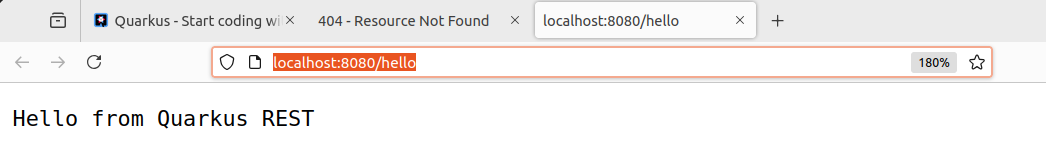 Quarkus - Start coding wi
404 - Resource Not Found
localhost:8080/hello
localhost:8080/hello
180%
Hello from Quarkus REST